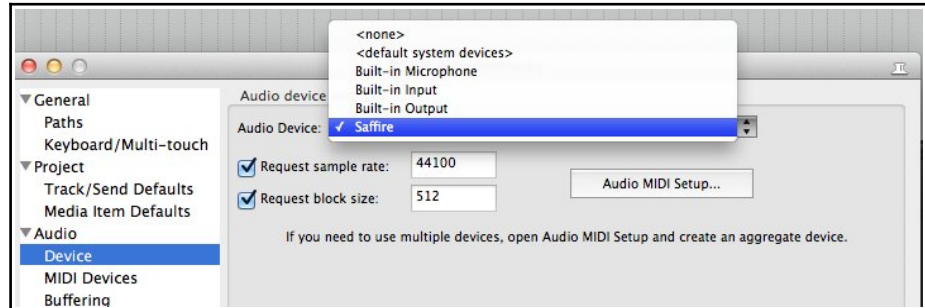 <none>
<default system devices>
Built-in Microphone
Built-in Input
Built-in Output
✓ Saffire
▼General
Paths
Keyboard/Multi-touch
▼Project
Track/Send Defaults
Media Item Defaults
▼Audio
Device
MIDI Devices
Buffering
Audio device
Audio Device:
Request sample rate: 44100
Request block size: 512
Audio MIDI Setup...
If you need to use multiple devices, open Audio MIDI Setup and create an aggregate device.